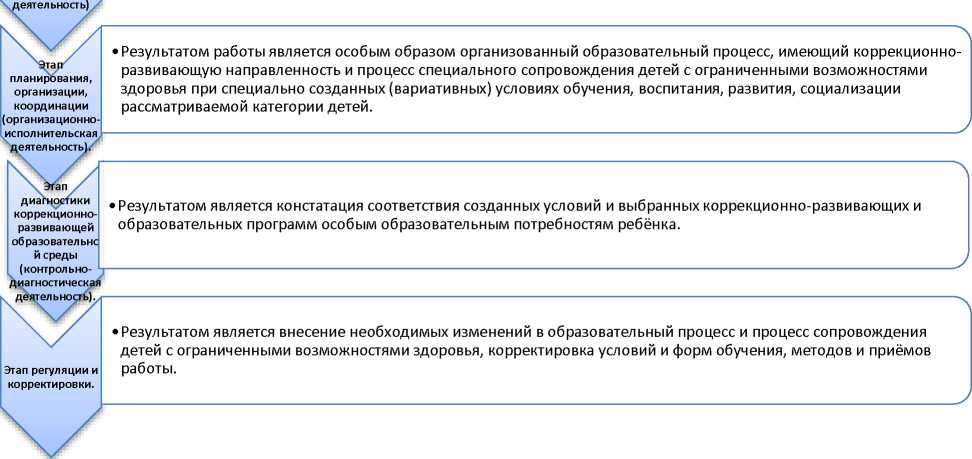 деятельность)
Этап
планирования,
организации,
координации
(организационно-
исполнительская
деятельность).
•Результатом работы является особым образом организованный образовательный процесс, имеющий коррекционно-
развивающую направленность и процесс специального сопровождения детей с ограниченными возможностями
здоровья при специально созданных (вариативных) условиях обучения, воспитания, развития, социализации
рассматриваемой категории детей.
Этап
диагностики
коррекционно-
развивающей
образовательно
й среды
(контрольно-
диагностическая
деятельность).
•Результатом является констатация соответствия созданных условий и выбранных коррекционно-развивающих и
образовательных программ особым образовательным потребностям ребёнка.
Этап регуляции и
корректировки.
•Результатом является внесение необходимых изменений в образовательный процесс и процесс сопровождения
детей с ограниченными возможностями здоровья, корректировка условий и форм обучения, методов и приёмов
работы.